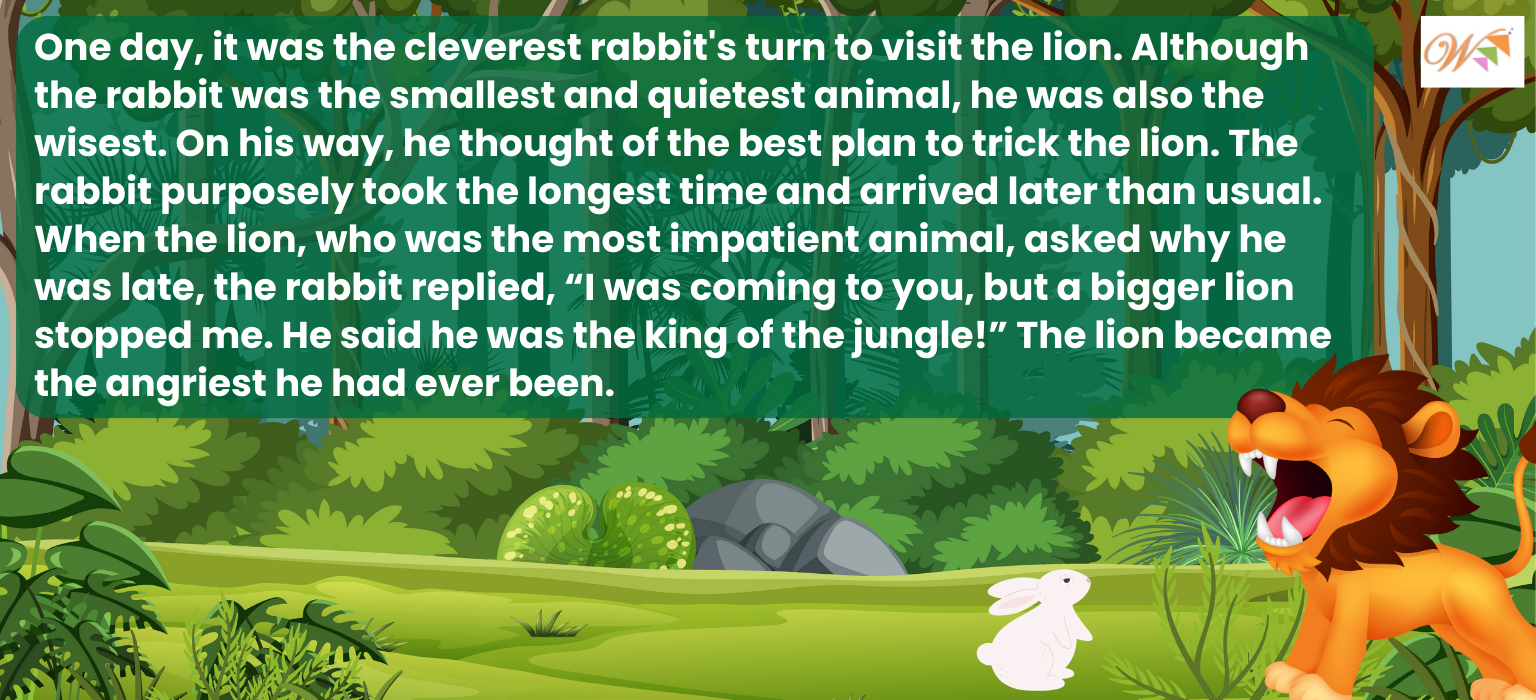 One day, it was the cleverest rabbit's turn to visit the lion. Although
the rabbit was the smallest and quietest animal, he was also the
wisest. On his way, he thought of the best plan to trick the lion. The
rabbit purposely took the longest time and arrived later than usual.
When the lion, who was the most impatient animal, asked why he
was late, the rabbit replied, “I was coming to you, but a bigger lion
stopped me. He said he was the king of the jungle!” The lion became
the angriest he had ever been.
W